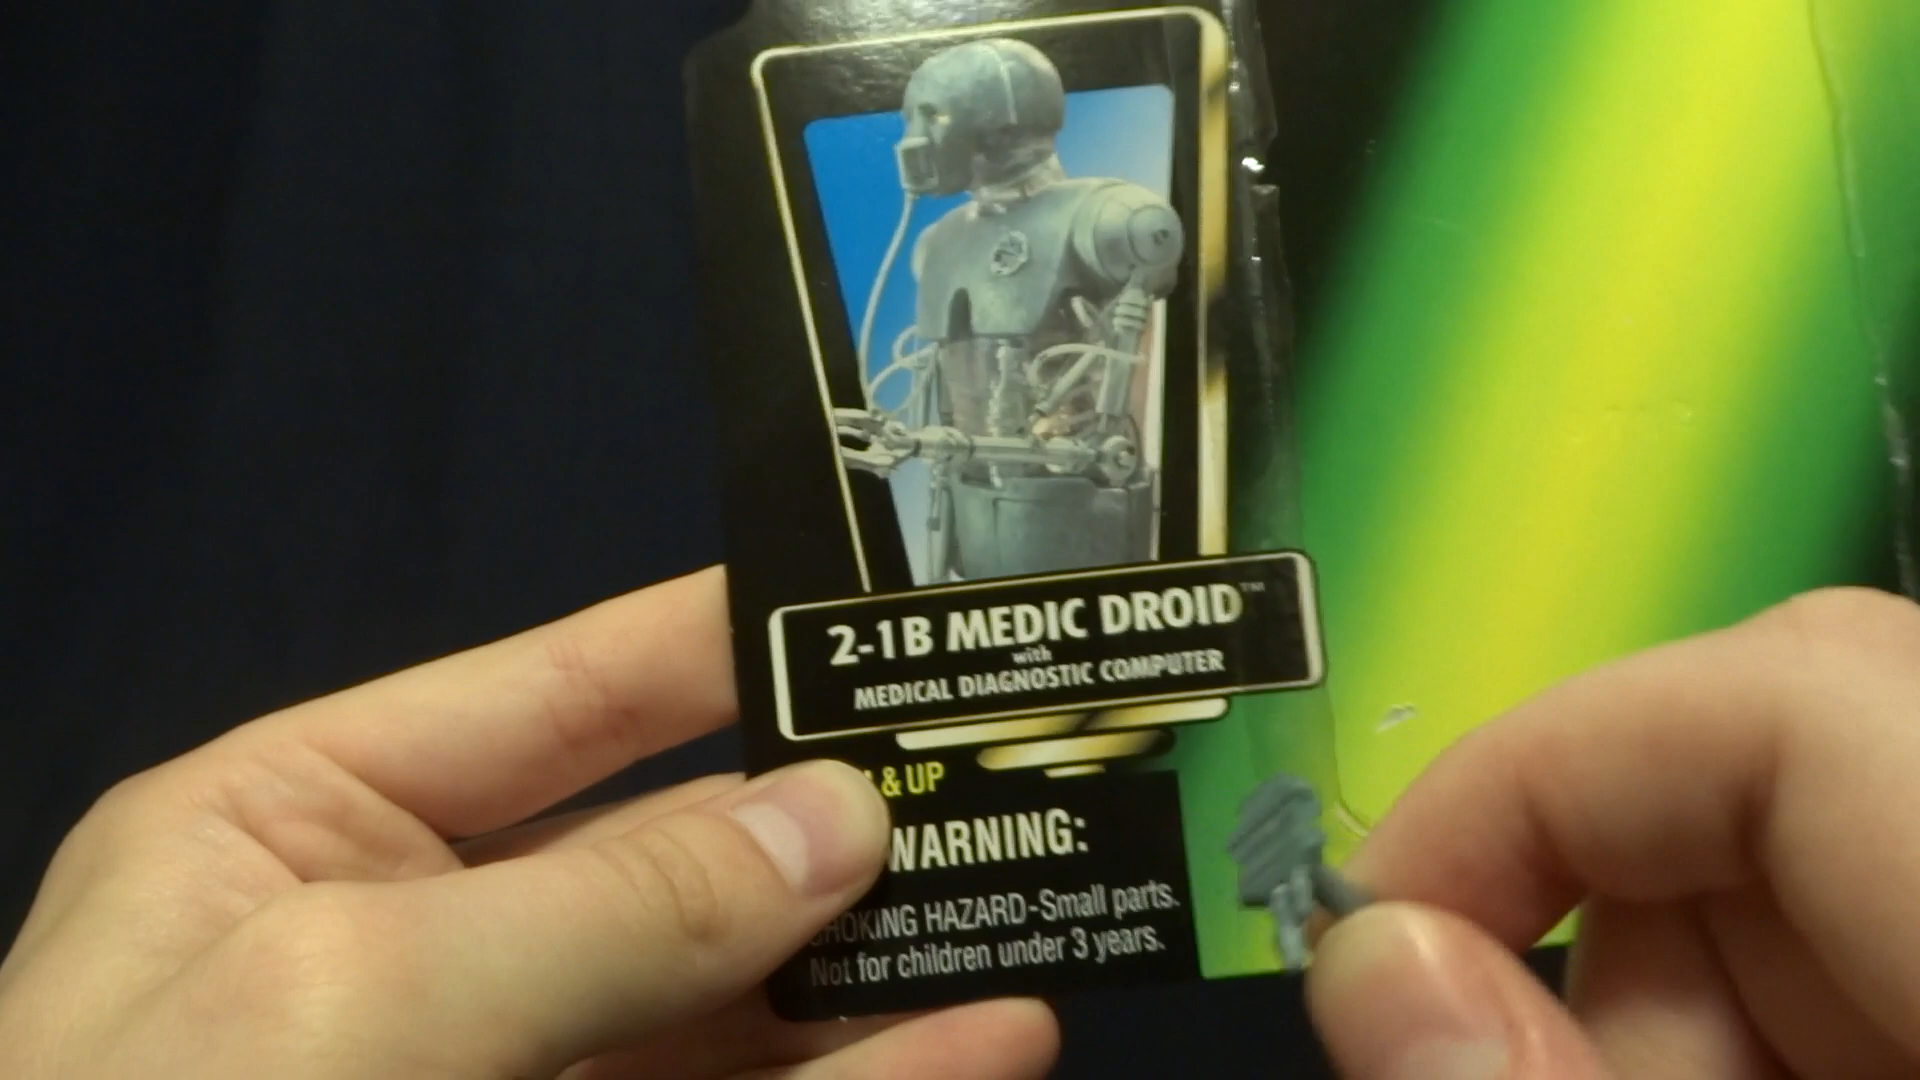 2-1B MEDIC DROID™
with
MEDICAL DIAGNOSTIC COMPUTER
& UP
WARNING:
CHOKING HAZARD-Small parts.
Not for children under 3 years.